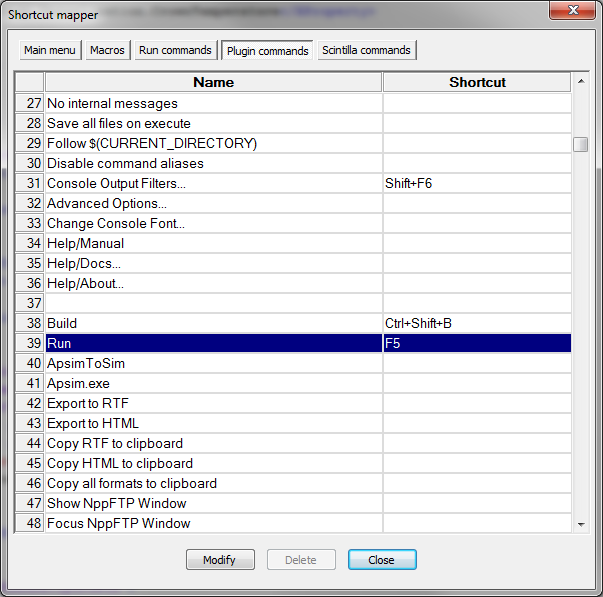 Shortcut mapper
Main menu Macros Run commands Plugin commands Scintilla commands
Name Shortcut
27 No internal messages
28 Save all files on execute
29 Follow $(CURRENT_DIRECTORY)
30 Disable command aliases
31 Console Output Filters... Shift+F6
32 Advanced Options...
33 Change Console Font...
34 Help/Manual
35 Help/Docs...
36 Help/About...
37
38 Build Ctrl+Shift+B
39 Run F5
40 ApsimToSim
41 Apsim.exe
42 Export to RTF
43 Export to HTML
44 Copy RTF to clipboard
45 Copy HTML to clipboard
46 Copy all formats to clipboard
47 Show NppFTP Window
48 Focus NppFTP Window
Modify Delete Close